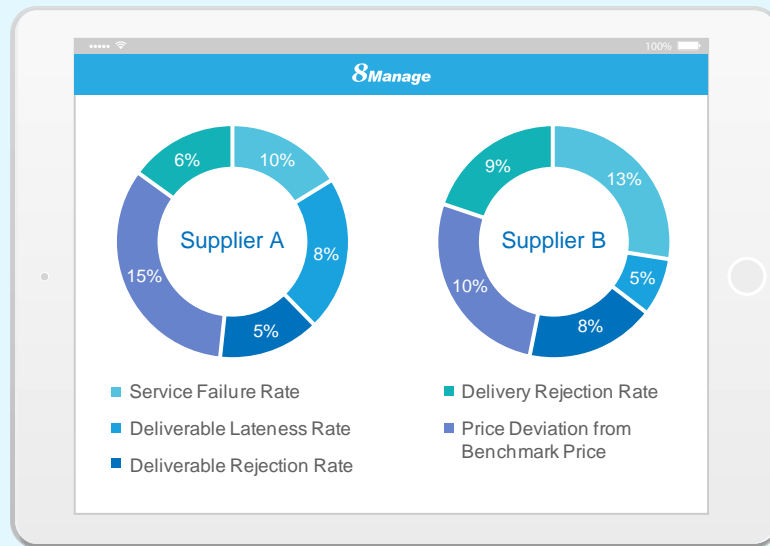 100%
8Manage
6%
10%
15%
8%
5%
Supplier A
9%
13%
10%
5%
8%
Supplier B
Service Failure Rate
Deliverable Lateness Rate
Deliverable Rejection Rate
Delivery Rejection Rate
Price Deviation from
Benchmark Price